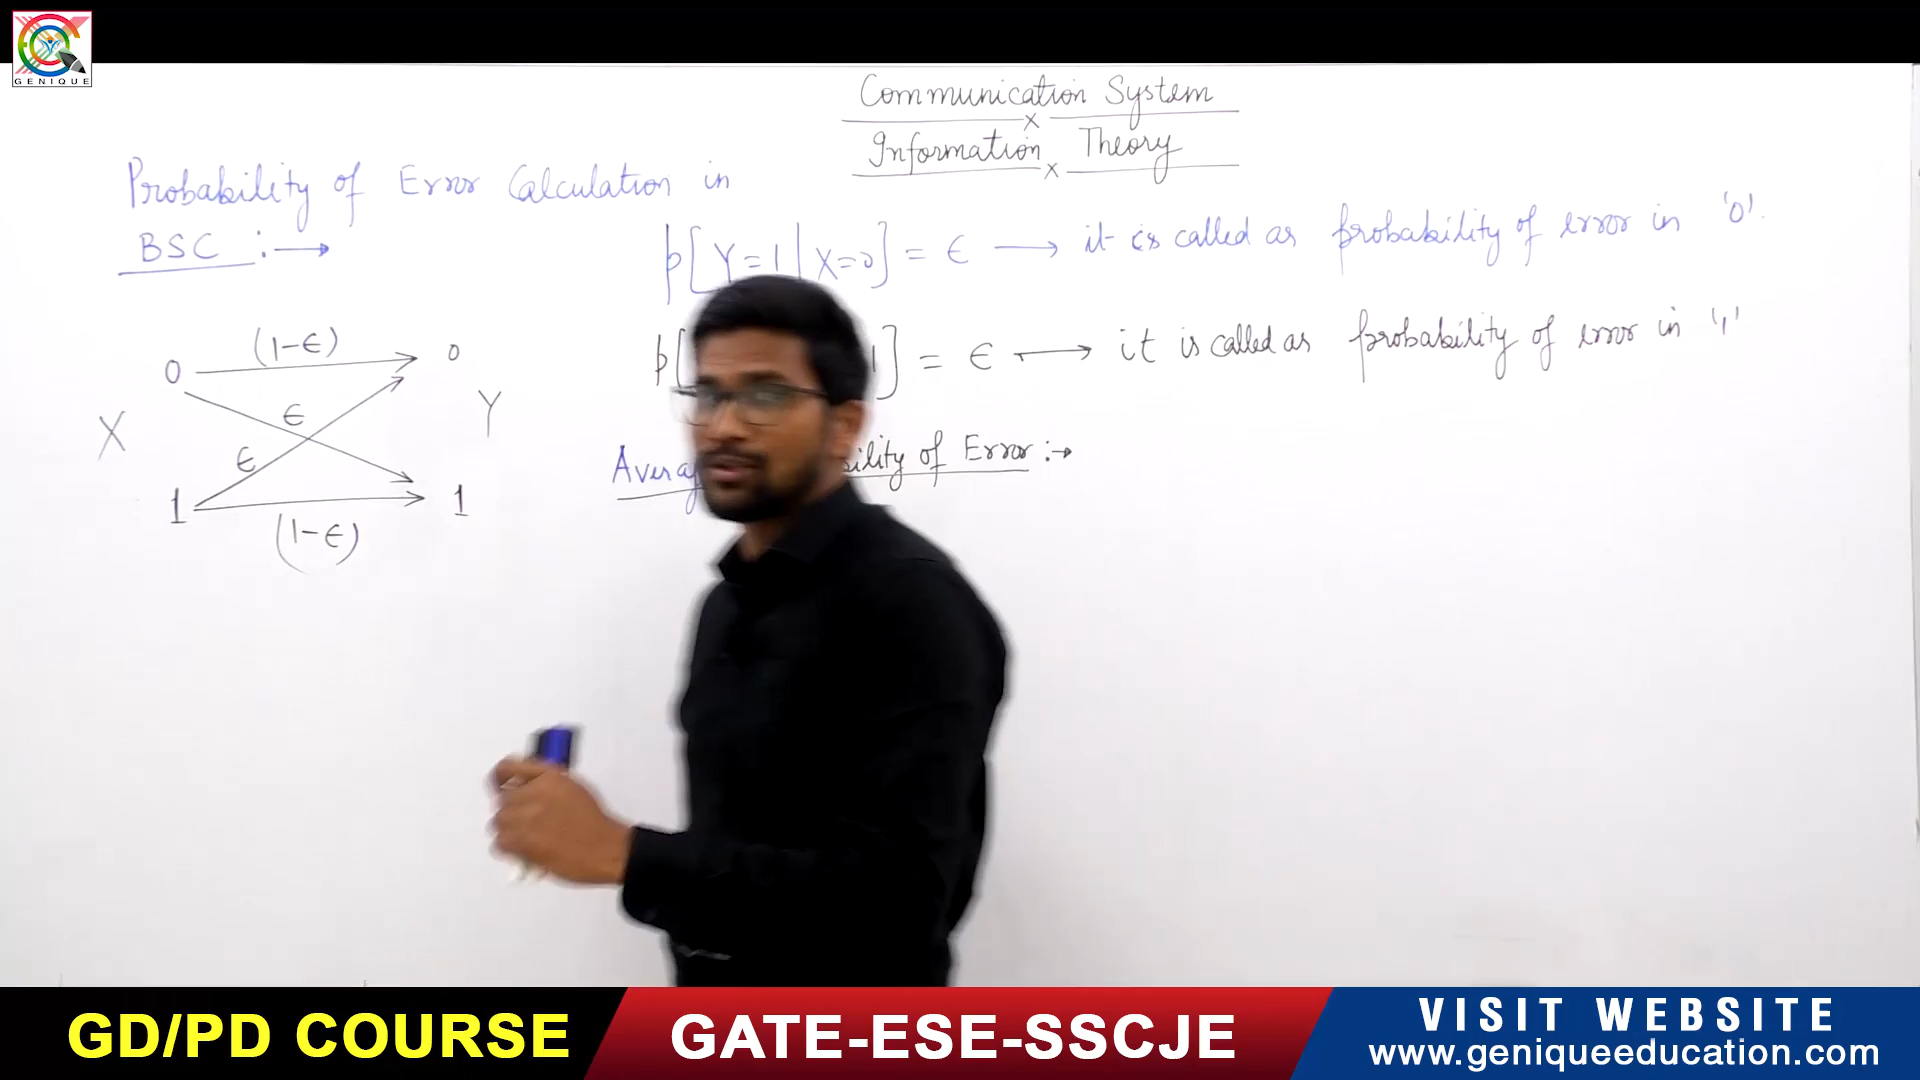 GENIQUE
Communication System
x
Information Theory
x
Probability of Error Calculation in
BSC :→
p[Y=1|X=0] = ϵ → it is called as probability of error in '0'.
p[ 1] = ϵ → it is called as probability of error in '1'
of Error :→
(1-ϵ)
0 0
ϵ
X Y
ϵ
1 1
(1-ϵ)
GD/PD COURSE
GATE-ESE-SSCJE
VISIT WEBSITE
www.geniqueeducation.com